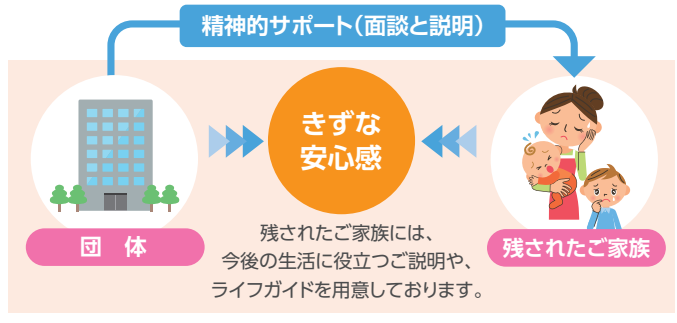 精神的サポート（面談と説明）
きずな
安心感
団　体
残されたご家族
残されたご家族には、
今後の生活に役立つご説明や、
ライフガイドを用意しております。